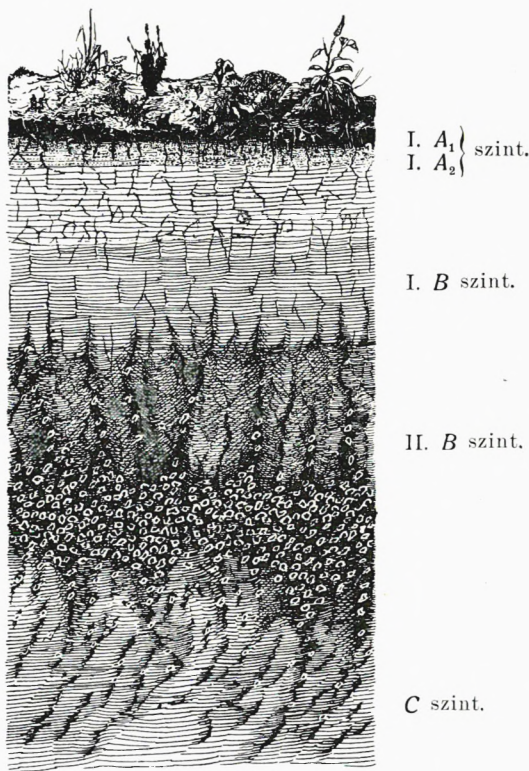 I. A₁ } szint.
I. A₂
I. B szint.
II. B szint.
C szint.